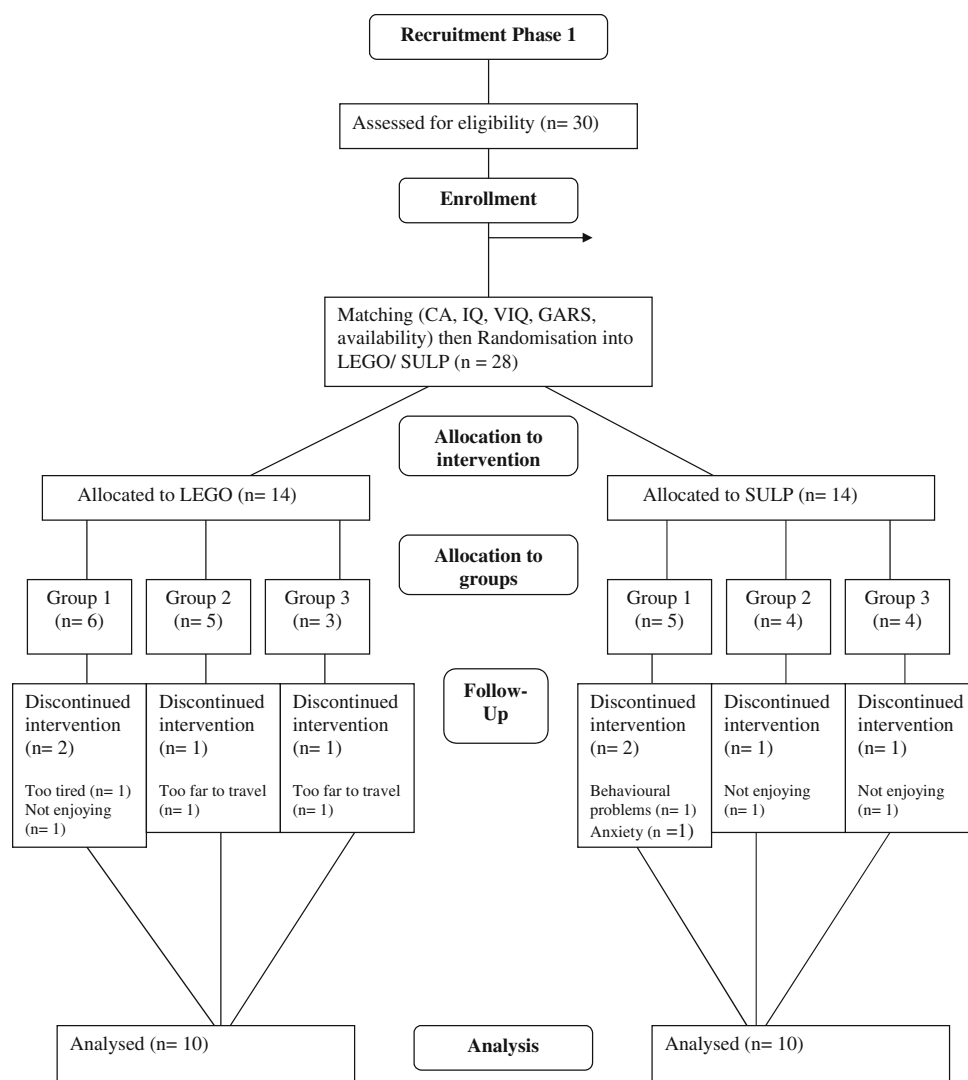 Recruitment Phase 1
Assessed for eligibility (n= 30)
Enrollment
Matching (CA, IQ, VIQ, GARS,
availability) then Randomisation into
LEGO/ SULP (n = 28)
Allocation to
intervention
Allocated to LEGO (n= 14)
Allocated to SULP (n= 14)
Allocation to
groups
Group 1
(n= 6)
Group 2
(n= 5)
Group 3
(n= 3)
Group 1
(n= 5)
Group 2
(n= 4)
Group 3
(n= 4)
Discontinued
intervention
(n= 2)
Too tired (n= 1)
Not enjoying
(n= 1)
Discontinued
intervention
(n= 1)
Too far to travel
(n= 1)
Discontinued
intervention
(n= 1)
Too far to travel
(n= 1)
Follow-
Up
Discontinued
intervention
(n= 2)
Behavioural
problems (n= 1)
Anxiety (n =1)
Discontinued
intervention
(n= 1)
Not enjoying
(n= 1)
Discontinued
intervention
(n= 1)
Not enjoying
(n= 1)
Analysed (n= 10)
Analysis
Analysed (n= 10)